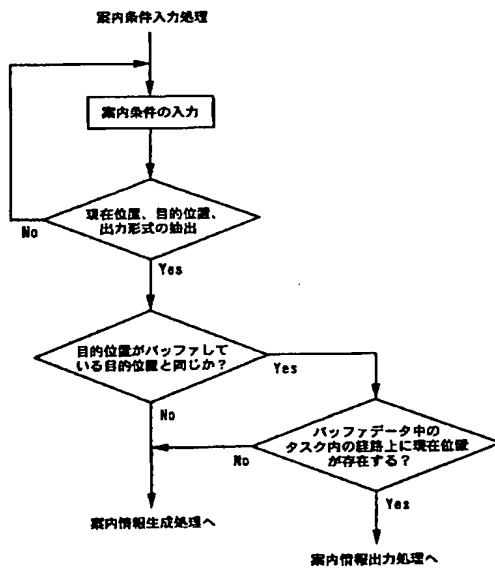 案内条件入力処理
案内条件の入力
現在位置、目的位置、
出力形式の抽出
No
Yes
目的位置がバッファして
いる目的位置と同じか?
Yes
No
バッファデータ中の
タスク内の経路上に現在位置
が存在する?
No
Yes
案内情報生成処理へ
案内情報出力処理へ